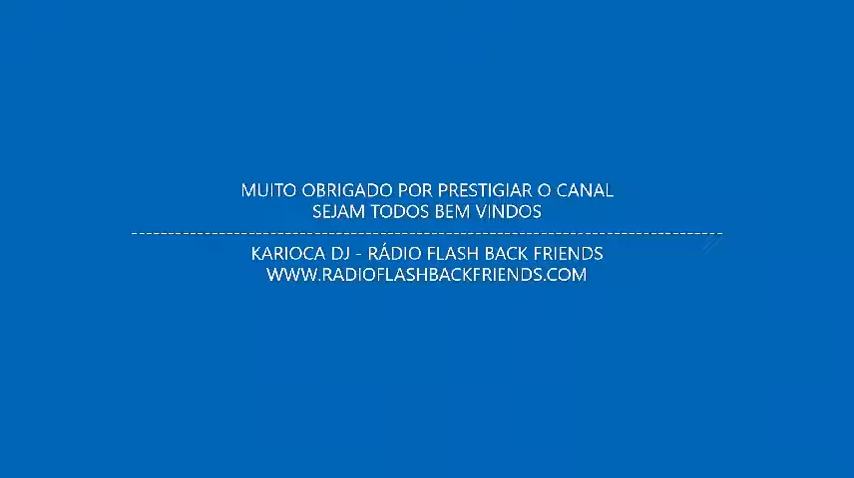 MUITO OBRIGADO POR PRESTIGIAR O CANAL
SEJAM TODOS BEM VINDOS
KARIOCA DJ - RÁDIO FLASH BACK FRIENDS
WWW.RADIOFLASHBACKFRIENDS.COM